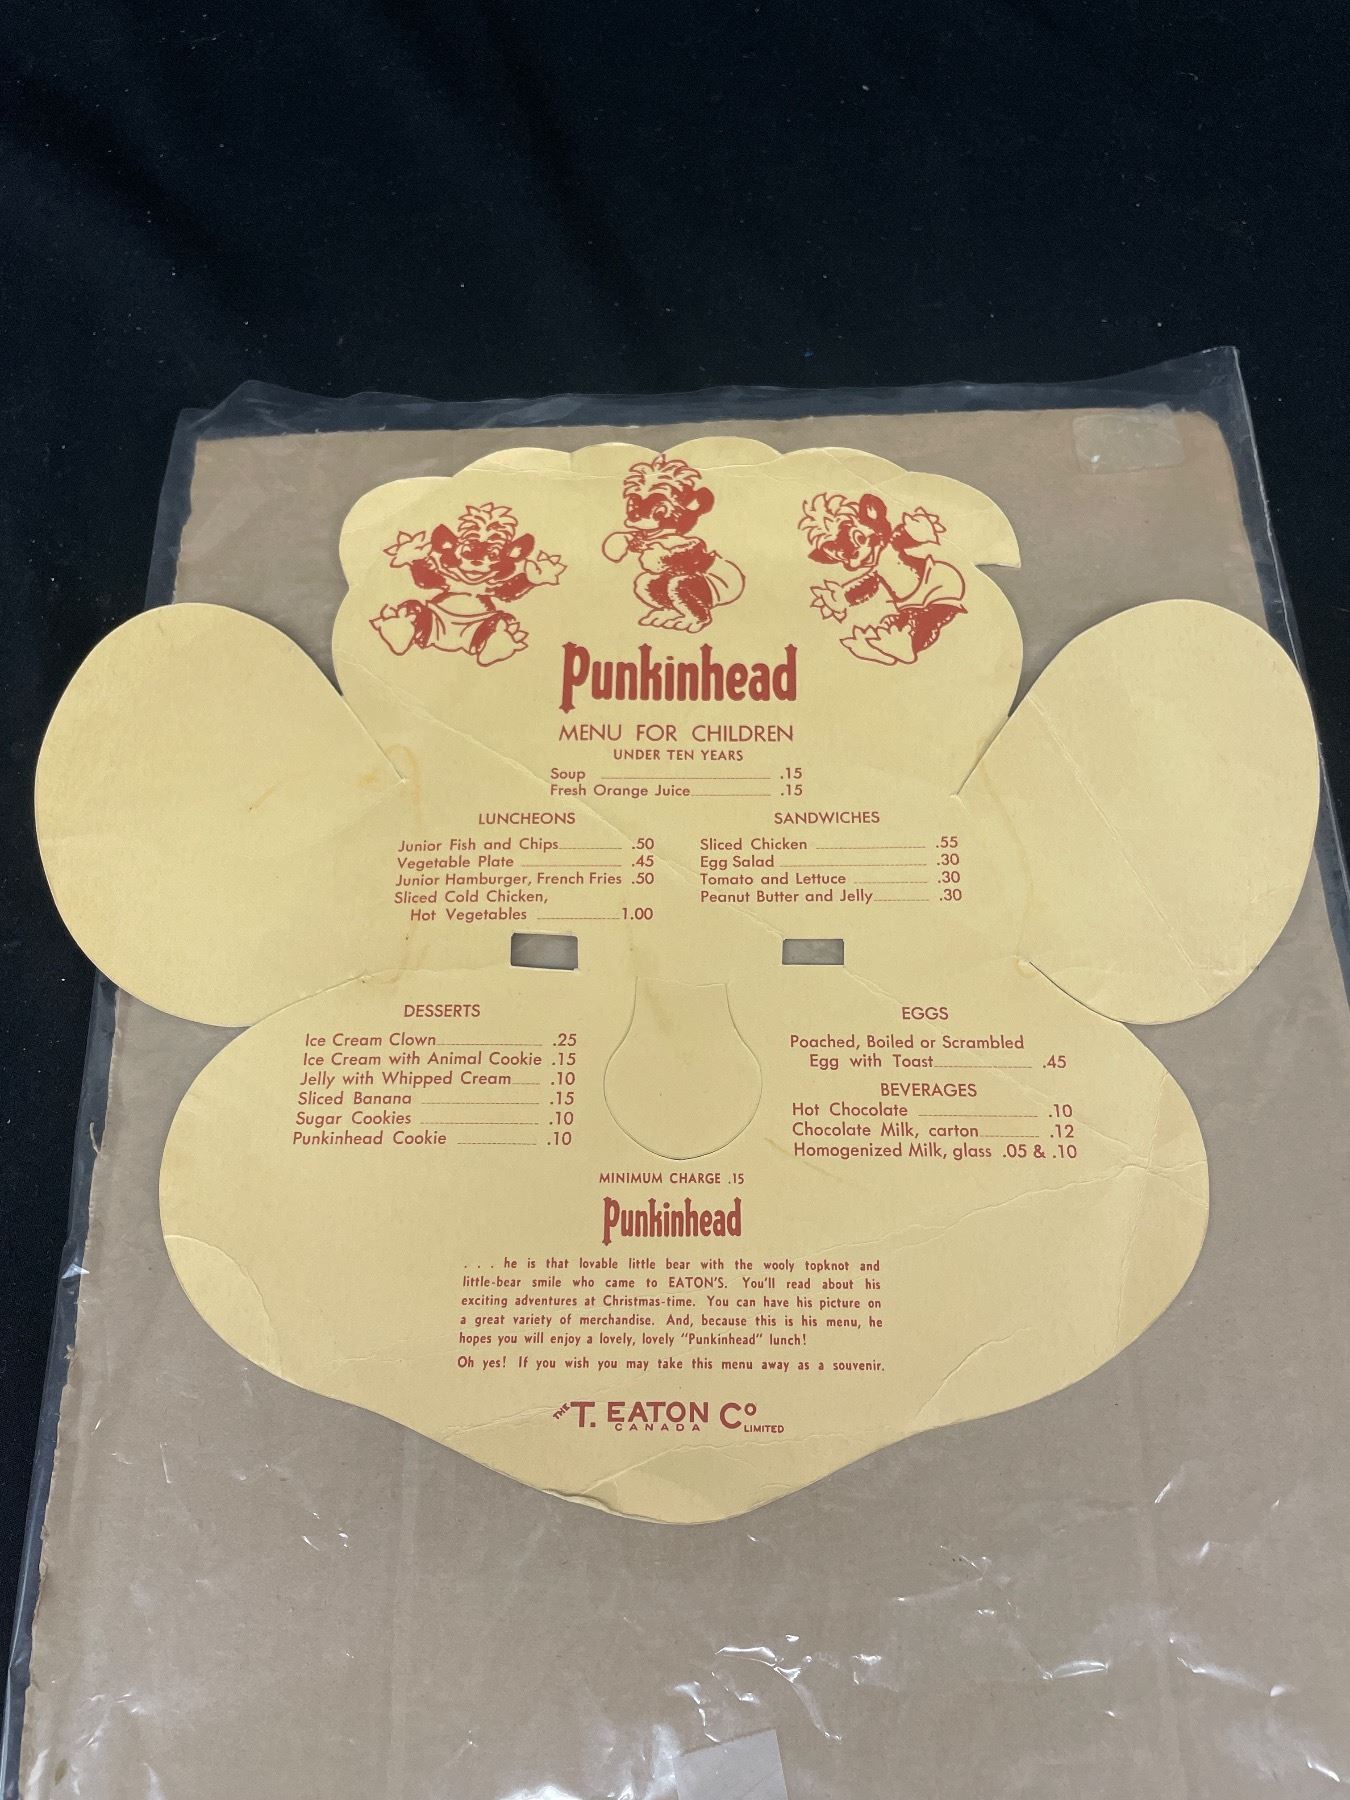 Punkinhead
MENU FOR CHILDREN
UNDER TEN YEARS
Soup .15
Fresh Orange Juice .15
LUNCHEONS
Junior Fish and Chips .50
Vegetable Plate .45
Junior Hamburger, French Fries .50
Sliced Cold Chicken,
Hot Vegetables 1.00
SANDWICHES
Sliced Chicken .55
Egg Salad .30
Tomato and Lettuce .30
Peanut Butter and Jelly .30
DESSERTS
Ice Cream Clown .25
Ice Cream with Animal Cookie .15
Jelly with Whipped Cream .10
Sliced Banana .15
Sugar Cookies .10
Punkinhead Cookie .10
EGGS
Poached, Boiled or Scrambled
Egg with Toast .45
BEVERAGES
Hot Chocolate .10
Chocolate Milk, carton .12
Homogenized Milk, glass .05 & .10
MINIMUM CHARGE .15
Punkinhead
. . . he is that lovable little bear with the wooly topknot and
little-bear smile who came to EATON'S. You'll read about his
exciting adventures at Christmas-time. You can have his picture on
a great variety of merchandise. And, because this is his menu, he
hopes you will enjoy a lovely, lovely "Punkinhead" lunch!
Oh yes! If you wish you may take this menu away as a souvenir.
THE T. EATON Co LIMITED
CANADA